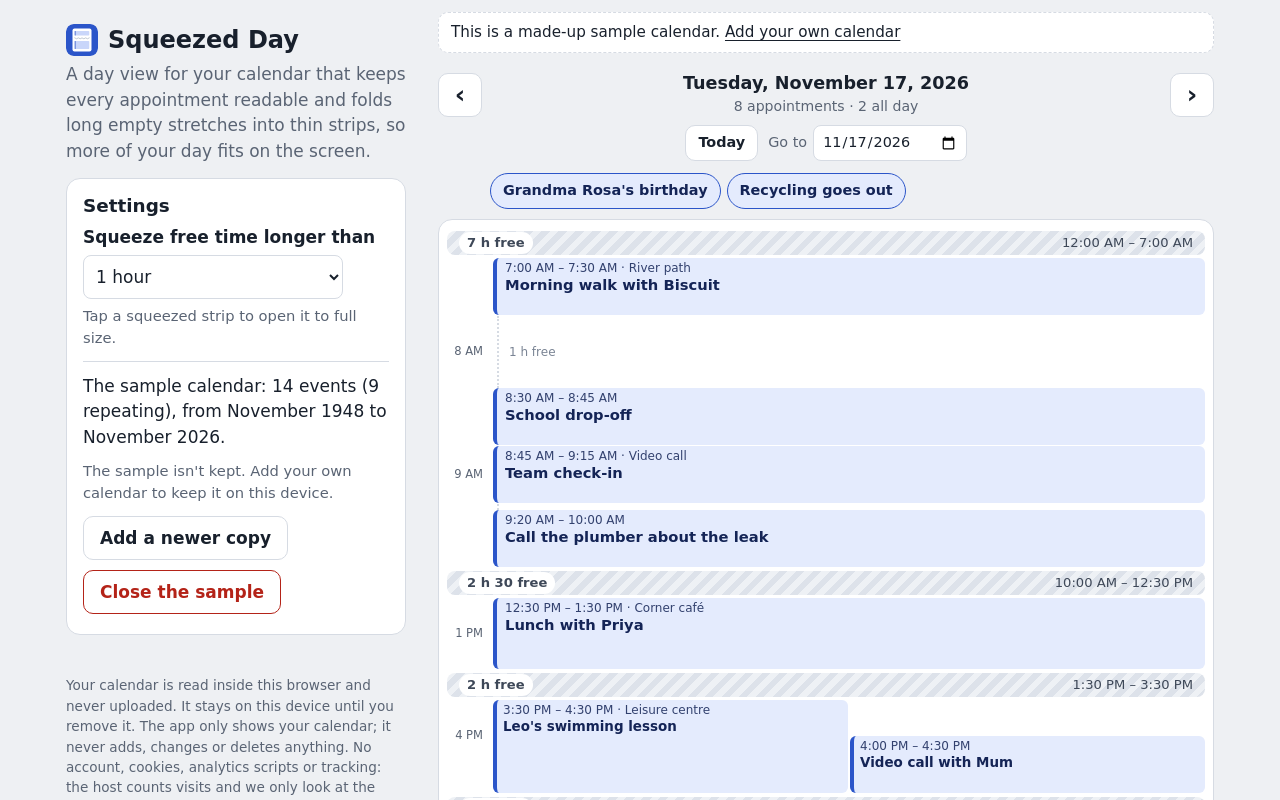 Squeezed Day
A day view for your calendar that keeps
every appointment readable and folds
long empty stretches into thin strips, so
more of your day fits on the screen.
Settings
Squeeze free time longer than
1 hour
Tap a squeezed strip to open it to full
size.
The sample calendar: 14 events (9
repeating), from November 1948 to
November 2026.
The sample isn't kept. Add your own
calendar to keep it on this device.
Add a newer copy
Close the sample
Your calendar is read inside this browser and
never uploaded. It stays on this device until you
remove it. The app only shows your calendar; it
never adds, changes or deletes anything. No
account, cookies, analytics scripts or tracking:
the host counts visits and we only look at the
This is a made-up sample calendar. Add your own calendar
‹
Tuesday, November 17, 2026
›
8 appointments · 2 all day
Today Go to 11/17/2026
Grandma Rosa's birthday Recycling goes out
7 h free 12:00 AM – 7:00 AM
7:00 AM – 7:30 AM · River path
Morning walk with Biscuit
8 AM 1 h free
8:30 AM – 8:45 AM
School drop-off
8:45 AM – 9:15 AM · Video call
9 AM Team check-in
9:20 AM – 10:00 AM
Call the plumber about the leak
2 h 30 free 10:00 AM – 12:30 PM
12:30 PM – 1:30 PM · Corner café
1 PM Lunch with Priya
2 h free 1:30 PM – 3:30 PM
3:30 PM – 4:30 PM · Leisure centre
Leo's swimming lesson
4 PM
4:00 PM – 4:30 PM
Video call with Mum